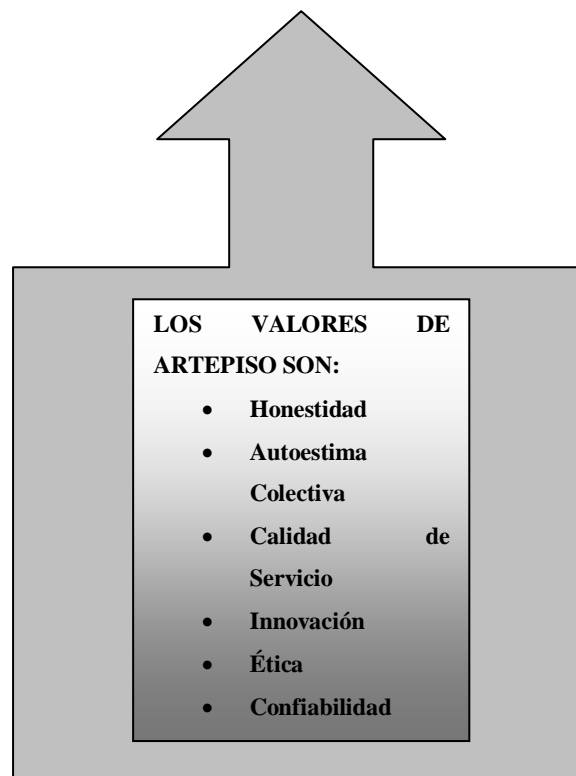 LOS VALORES DE
ARTEPISO SON:
• Honestidad
• Autoestima
Colectiva
• Calidad de
Servicio
• Innovación
• Ética
• Confiabilidad